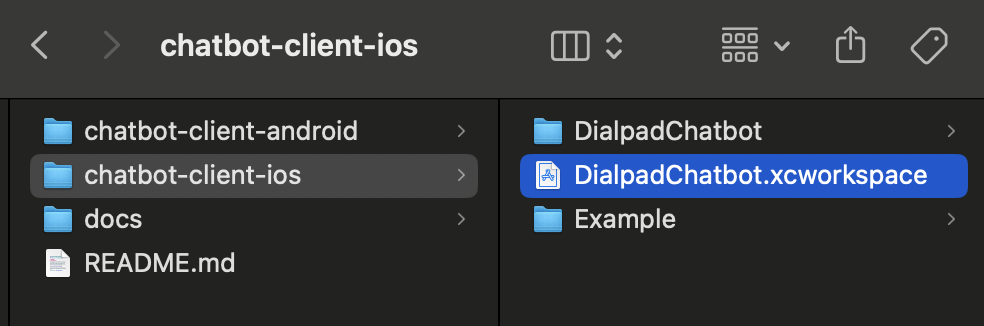 chatbot-client-ios
chatbot-client-android
chatbot-client-ios
docs
README.md
DialpadChatbot
DialpadChatbot.xcworkspace
Example